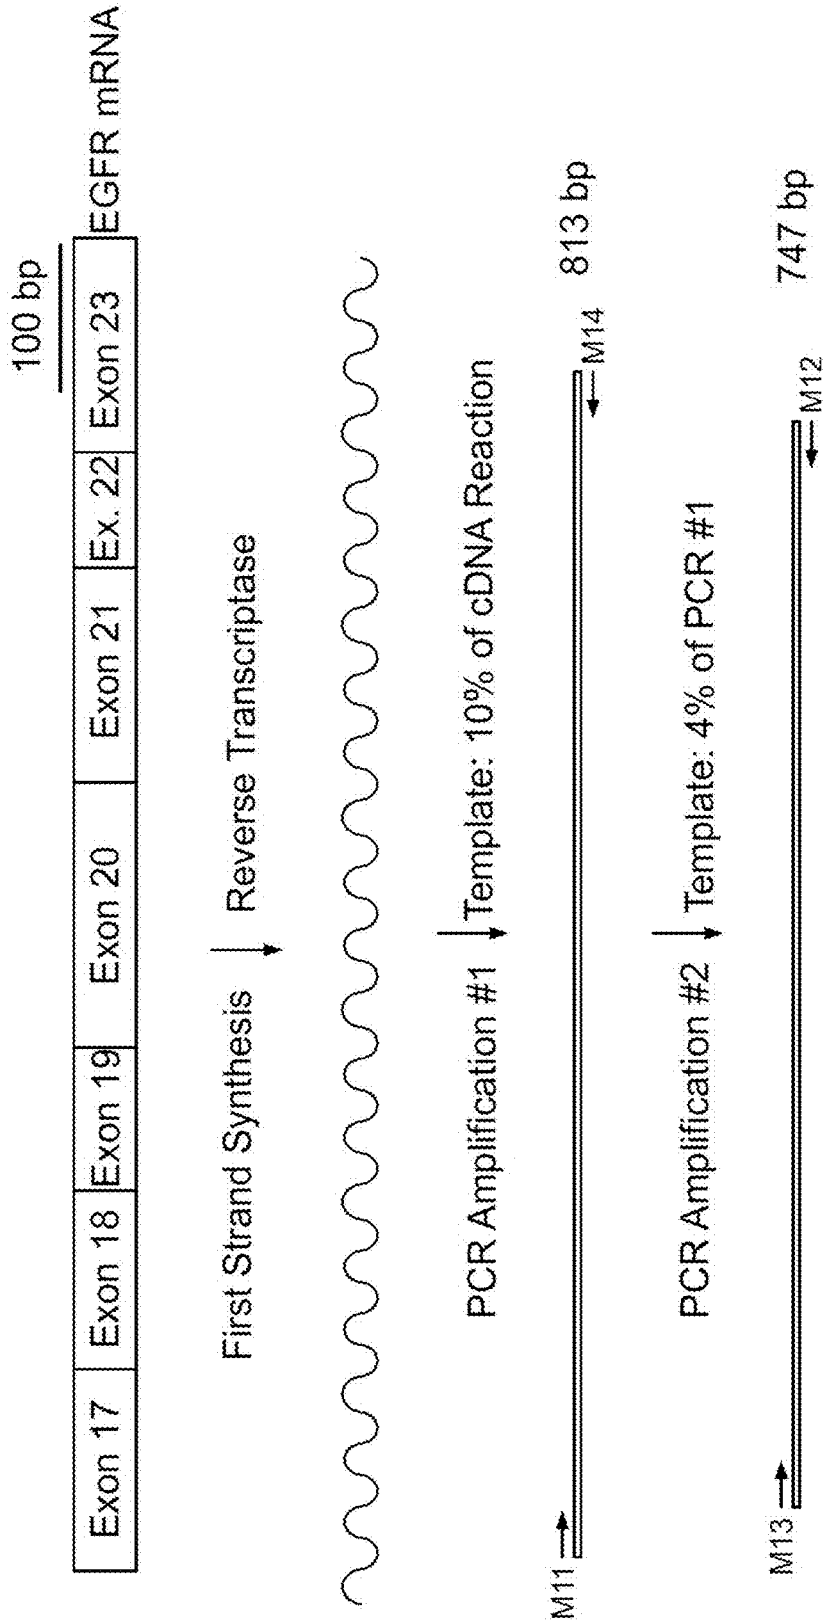 100 bp
Exon 17 Exon 18 Exon 19 Exon 20 Exon 21 Ex. 22 Exon 23 EGFR mRNA
First Strand Synthesis Reverse Transcriptase
PCR Amplification #1 Template: 10% of cDNA Reaction
M11 M14 813 bp
PCR Amplification #2 Template: 4% of PCR #1
M13 M12 747 bp